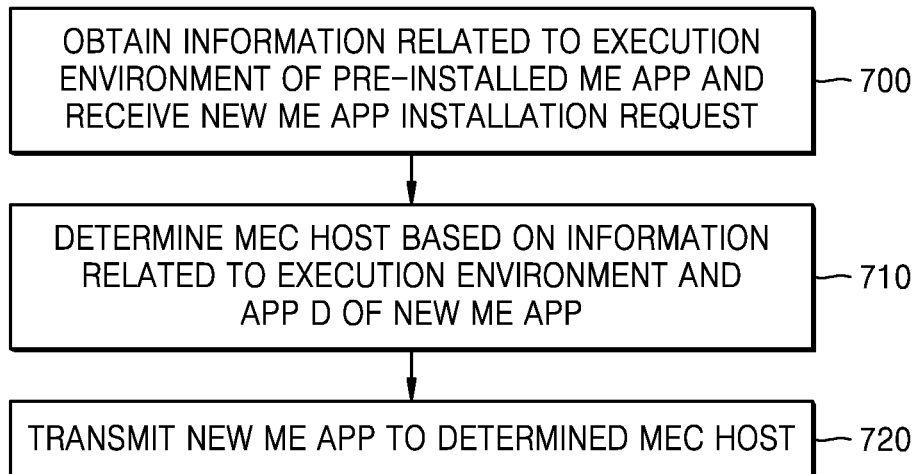 OBTAIN INFORMATION RELATED TO EXECUTION
ENVIRONMENT OF PRE-INSTALLED ME APP AND
RECEIVE NEW ME APP INSTALLATION REQUEST
700
DETERMINE MEC HOST BASED ON INFORMATION
RELATED TO EXECUTION ENVIRONMENT AND
APP D OF NEW ME APP
710
TRANSMIT NEW ME APP TO DETERMINED MEC HOST
720